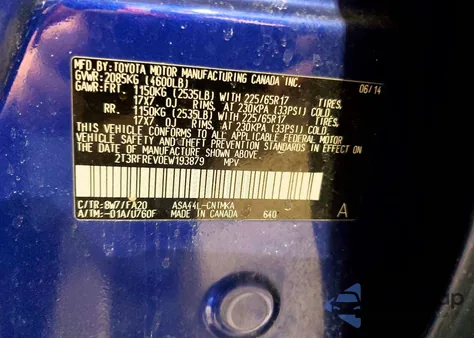 MFD.BY:TOYOTA MOTOR MANUFACTURING CANADA INC.
GVWR:2085KG (4600LB) 06/14
GAWR:FRT. 1150KG (2535LB) WITH 225/65R17 TIRES,
17X7 OJ RIMS, AT 230KPA (33PSI) COLD
RR. 1150KG (2535LB) WITH 225/65R17 TIRES,
17X7 OJ RIMS, AT 230KPA (33PSI) COLD
THIS VEHICLE CONFORMS TO ALL APPLICABLE FEDERAL MOTOR
VEHICLE SAFETY AND THEFT PREVENTION STANDARDS IN EFFECT ON
THE DATE OF MANUFACTURE SHOWN ABOVE.
2T3RFREV0EW193879 MPV
C/TR:8W7/FA20 ASA44L-CNTMKA
A/TM:-01A/U760F MADE IN CANADA 640 A